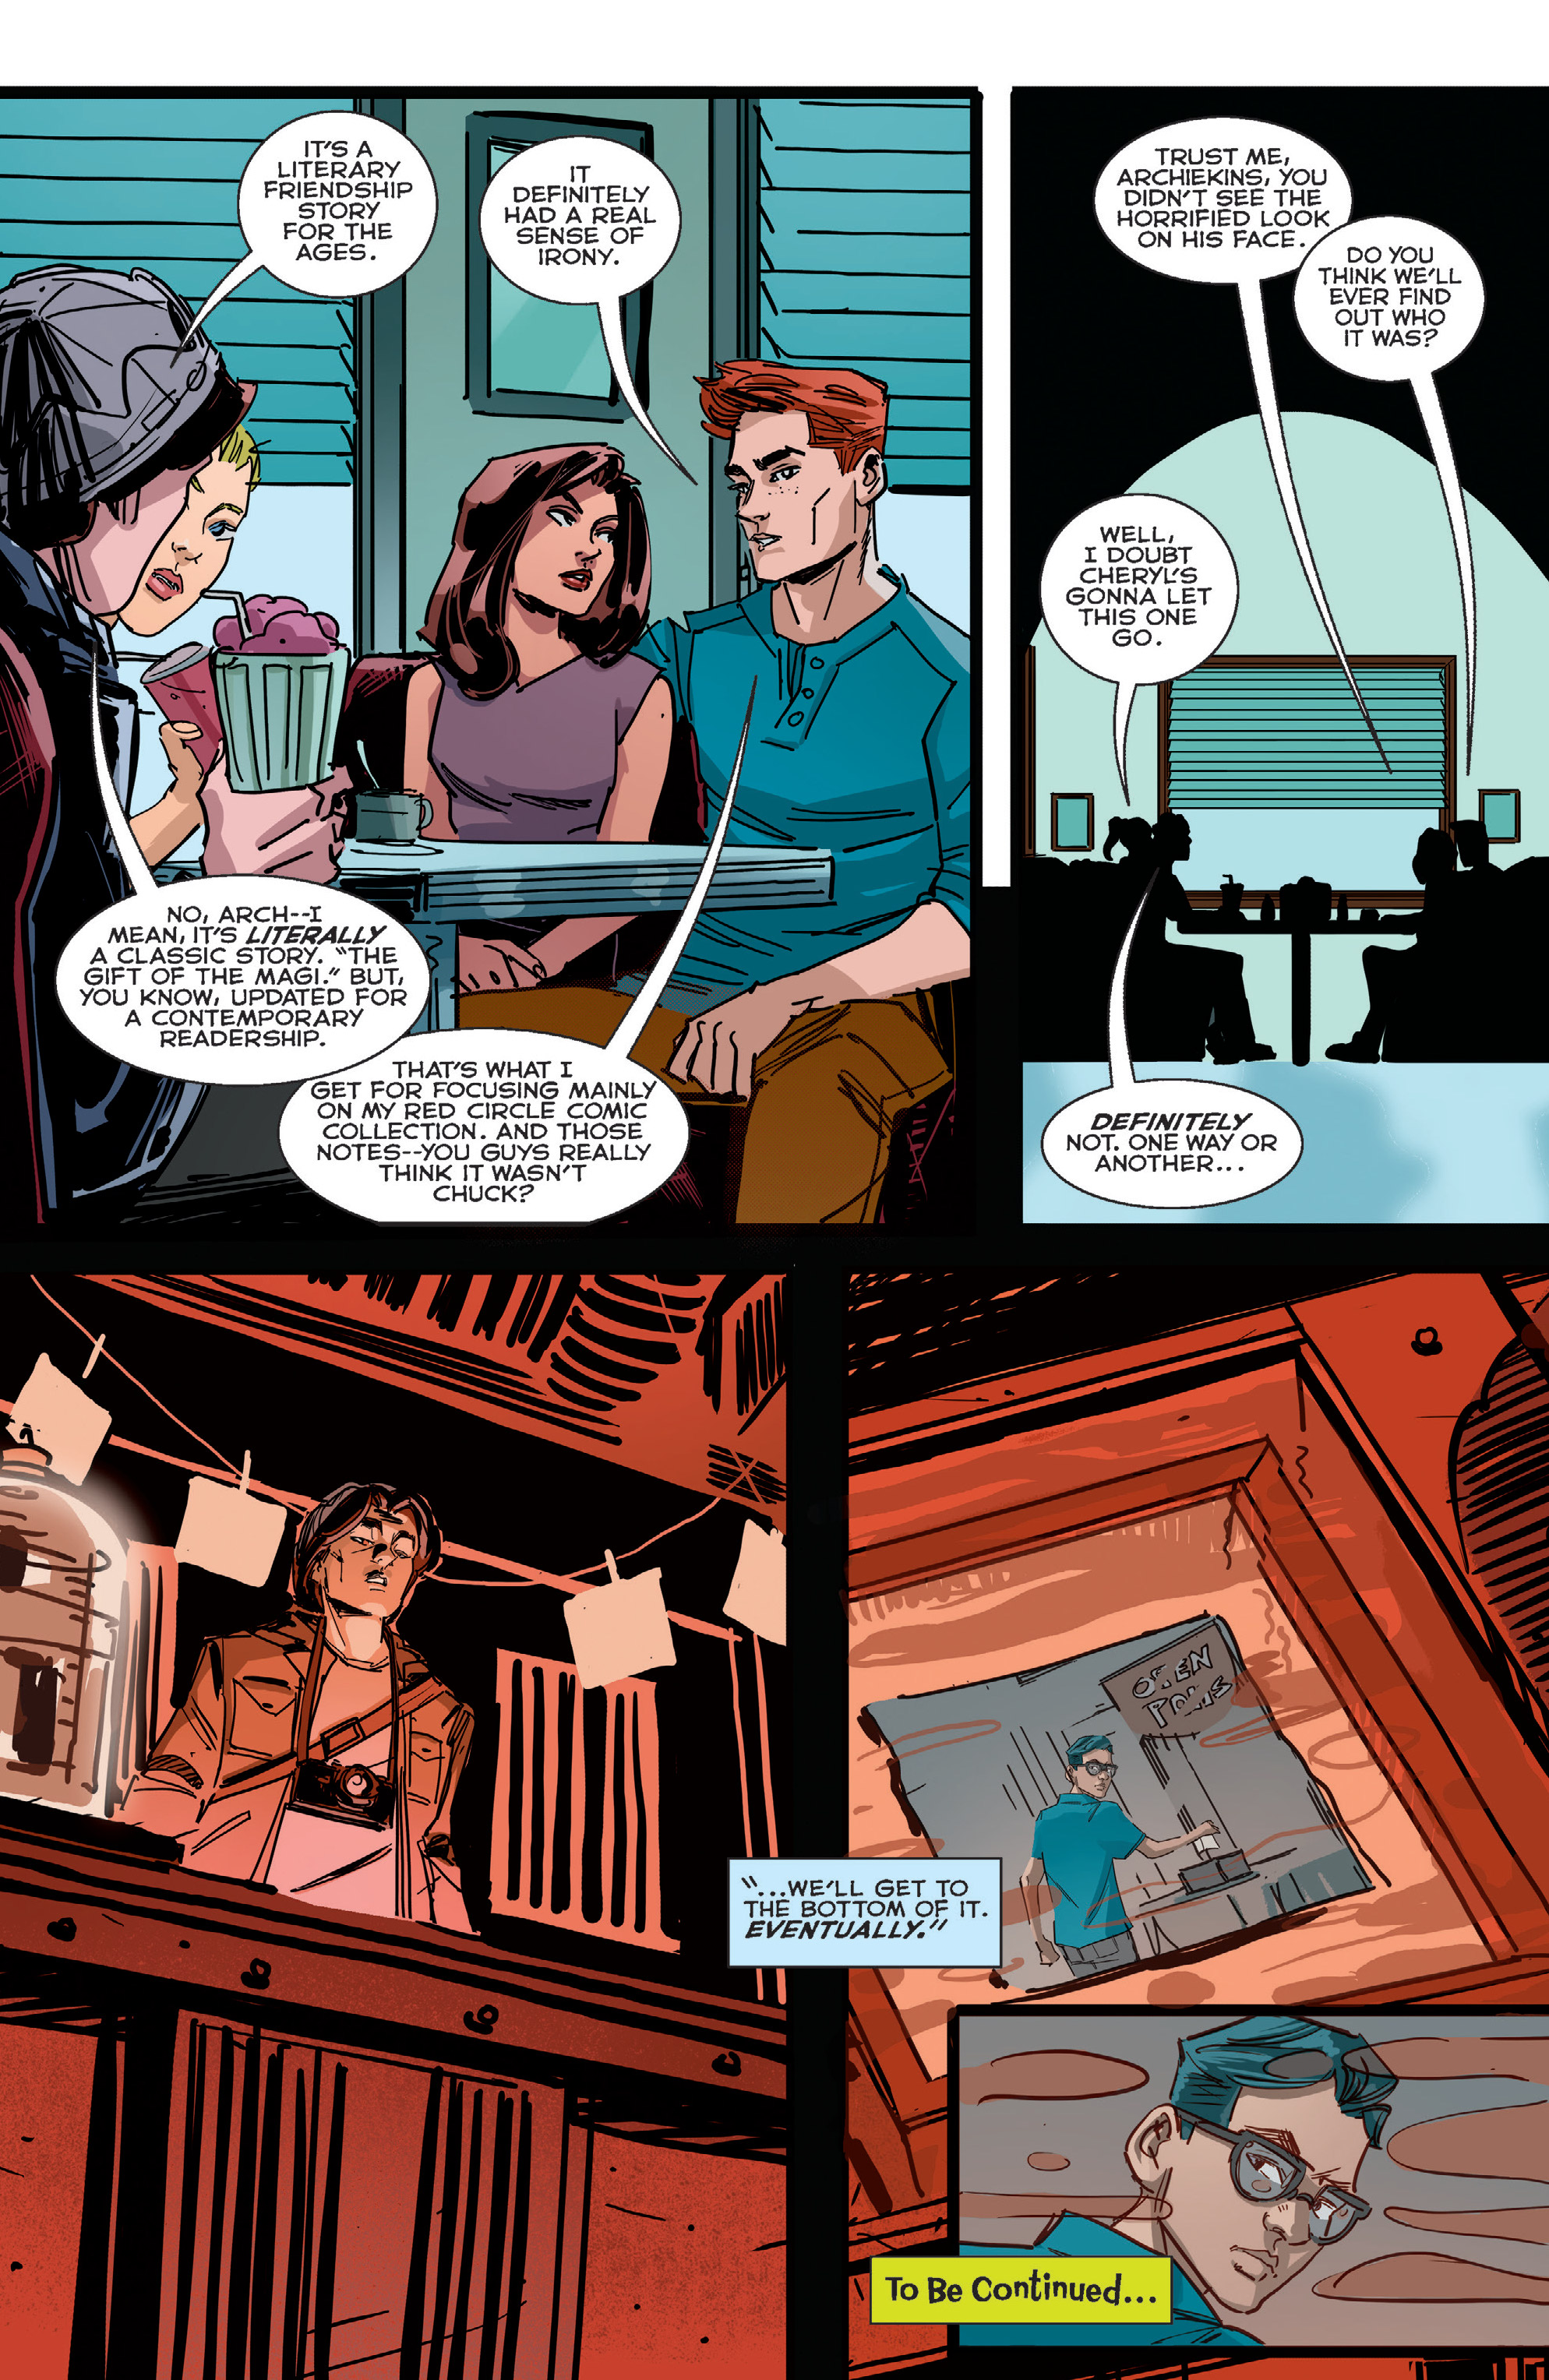 IT'S A
LITERARY
FRIENDSHIP
STORY
FOR THE
AGES.
IT
DEFINITELY
HAD A REAL
SENSE OF
IRONY.
NO, ARCH--I
MEAN, IT'S LITERALLY
A CLASSIC STORY. "THE
GIFT OF THE MAGI." BUT,
YOU KNOW, UPDATED FOR
A CONTEMPORARY
READERSHIP.
THAT'S WHAT I
GET FOR FOCUSING MAINLY
ON MY RED CIRCLE COMIC
COLLECTION. AND THOSE
NOTES--YOU GUYS REALLY
THINK IT WASN'T
CHUCK?
TRUST ME,
ARCHIEKINS, YOU
DIDN'T SEE THE
HORRIFIED LOOK
ON HIS FACE.
DO YOU
THINK WE'LL
EVER FIND
OUT WHO
IT WAS?
WELL,
I DOUBT
CHERYL'S
GONNA LET
THIS ONE
GO.
DEFINITELY
NOT. ONE WAY OR
ANOTHER...
"...WE'LL GET TO
THE BOTTOM OF IT.
EVENTUALLY."
To Be Continued...